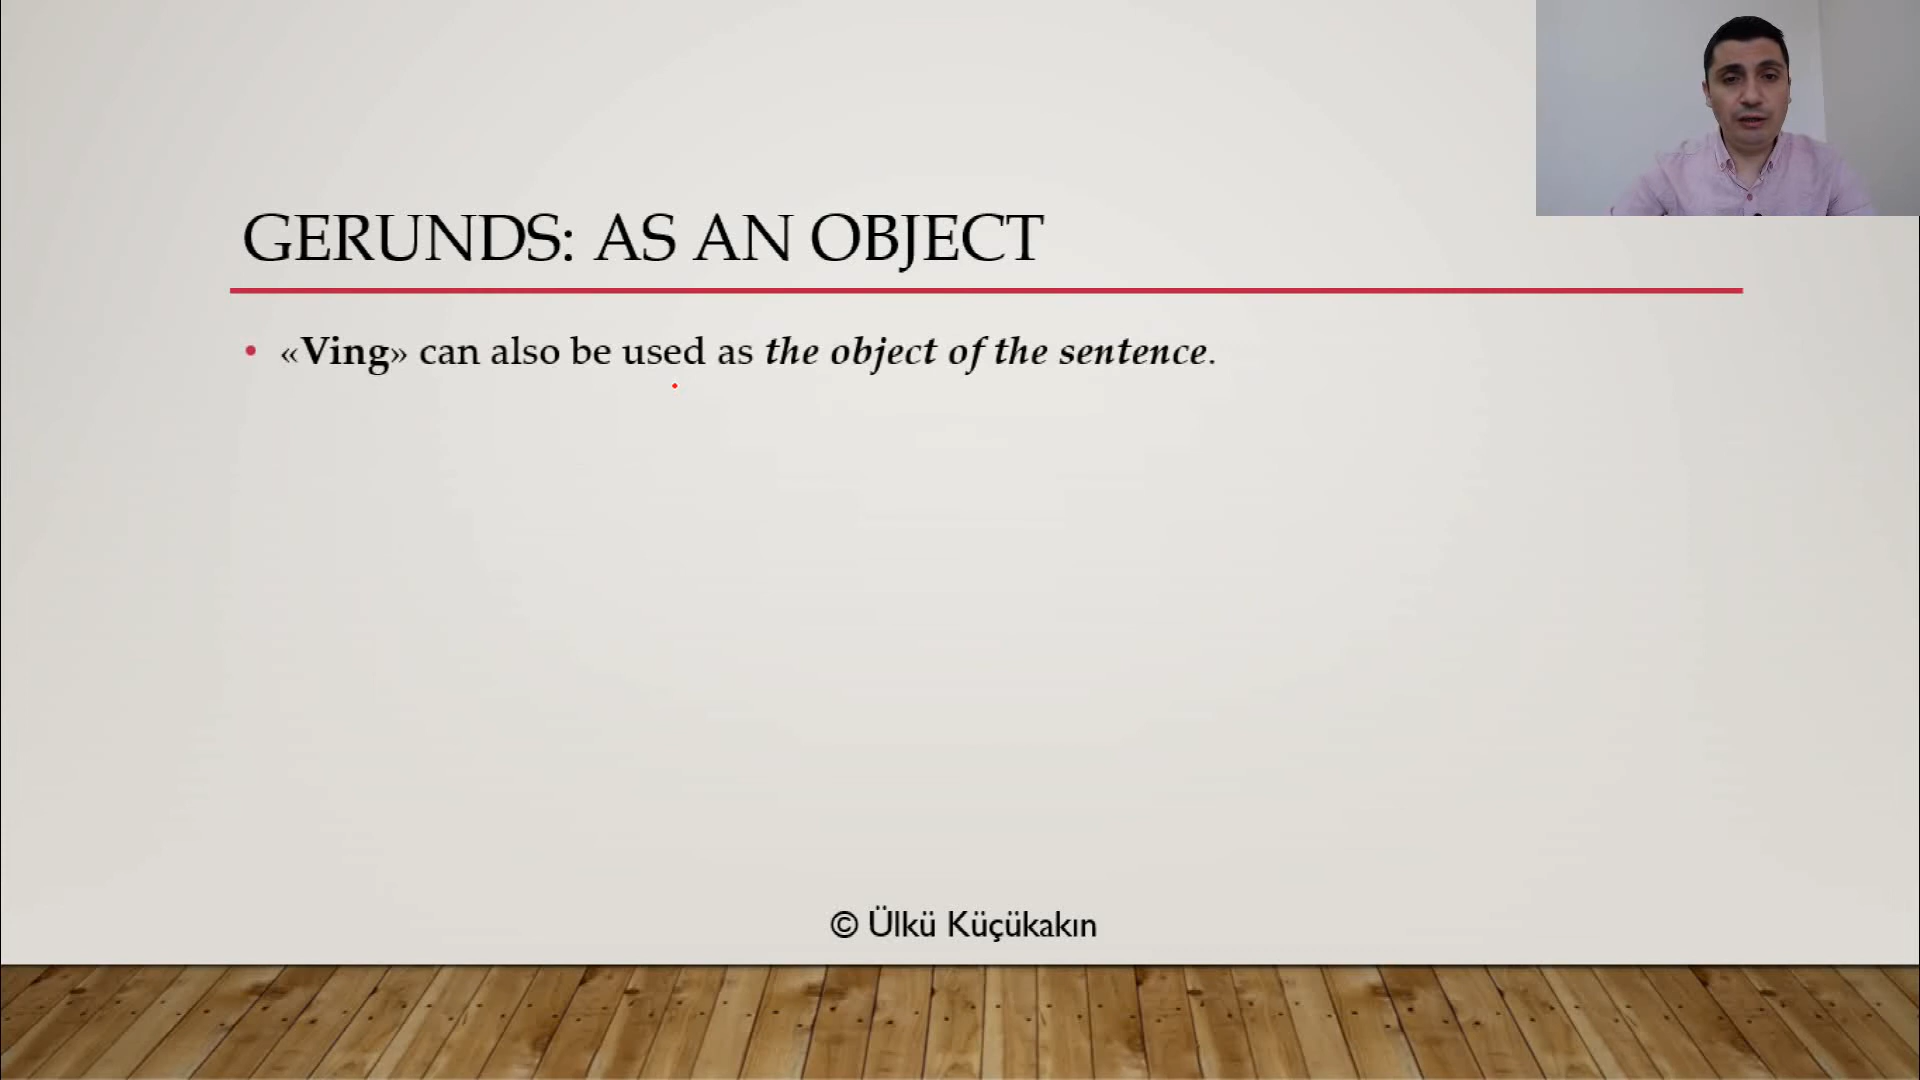 GERUNDS: AS AN OBJECT
• «Ving» can also be used as the object of the sentence.
© Ülkü Küçükakın